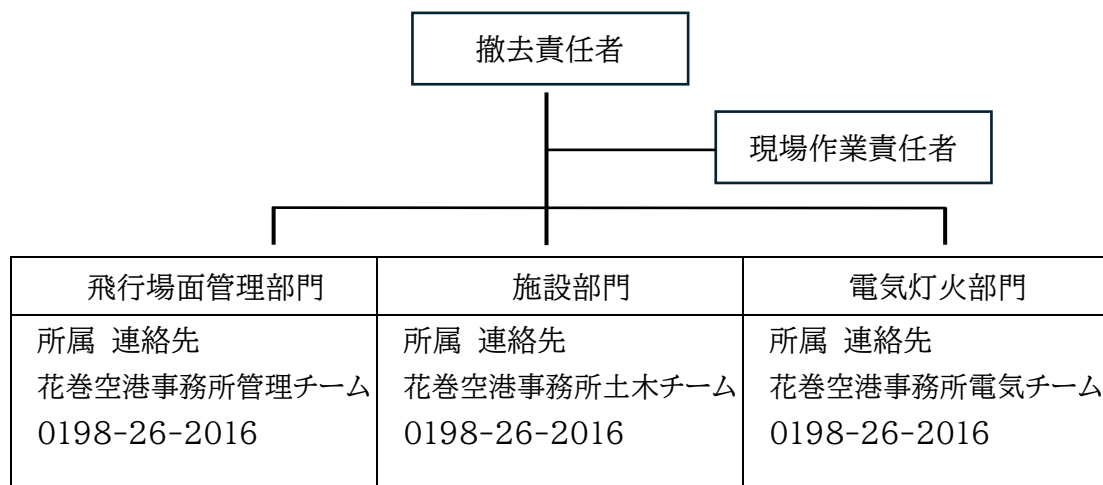 撤去責任者
現場作業責任者
飛行場面管理部門
施設部門
電気灯火部門
所属 連絡先
花巻空港事務所管理チーム
0198-26-2016
所属 連絡先
花巻空港事務所土木チーム
0198-26-2016
所属 連絡先
花巻空港事務所電気チーム
0198-26-2016